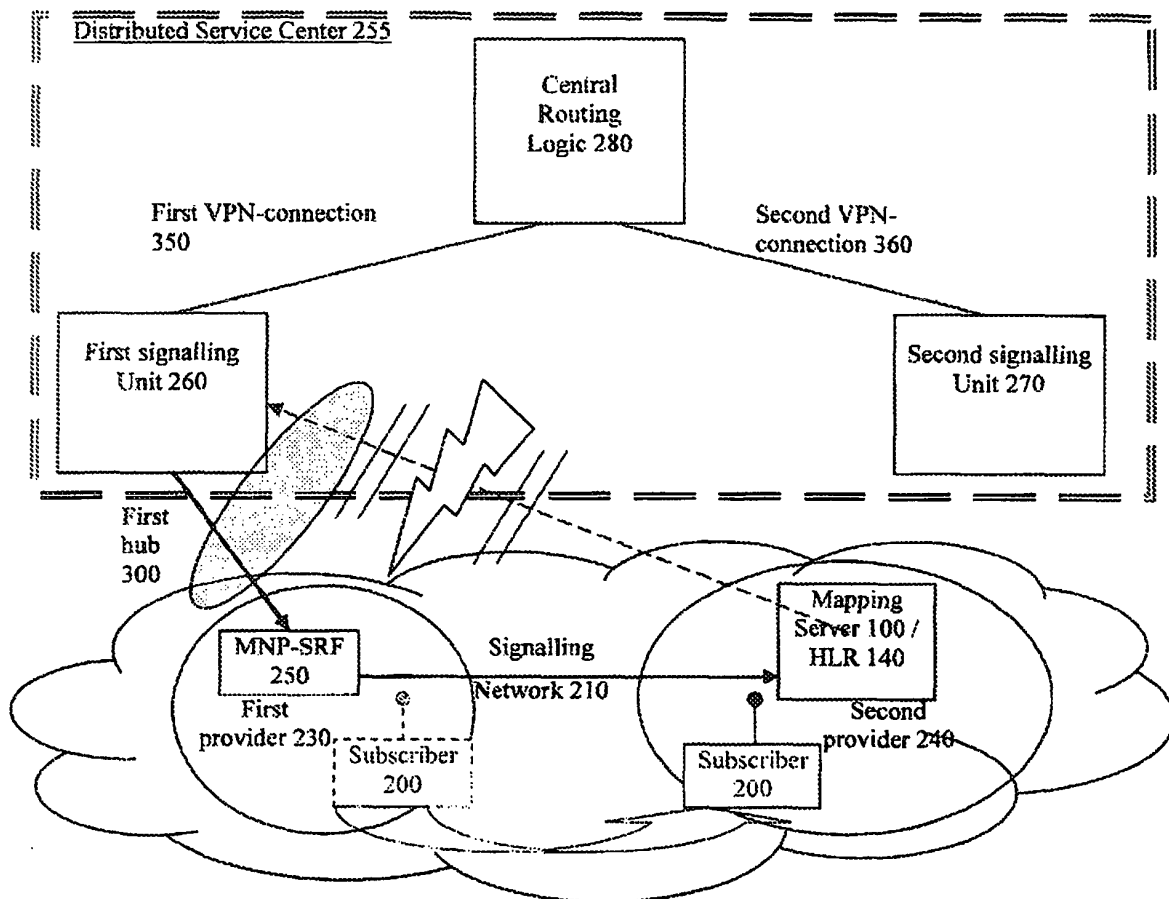 Distributed Service Center 255
Central
Routing
Logic 280
First VPN-connection
350
Second VPN-
connection 360
First signalling
Unit 260
Second signalling
Unit 270
First
hub
300
MNP-SRF
250
Signalling
Network 210
Mapping
Server 100 /
HLR 140
First
provider 230
Second
provider 240
Subscriber
200
Subscriber
200